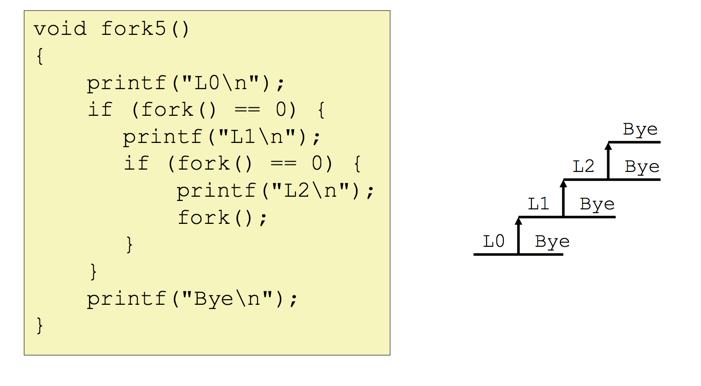 void fork5()
{
    printf("L0\n");
    if (fork() == 0) {
       printf("L1\n");
       if (fork() == 0) {
           printf("L2\n");
           fork();
       }
    }
    printf("Bye\n");
}
Bye
L2 Bye
L1 Bye
L0 Bye